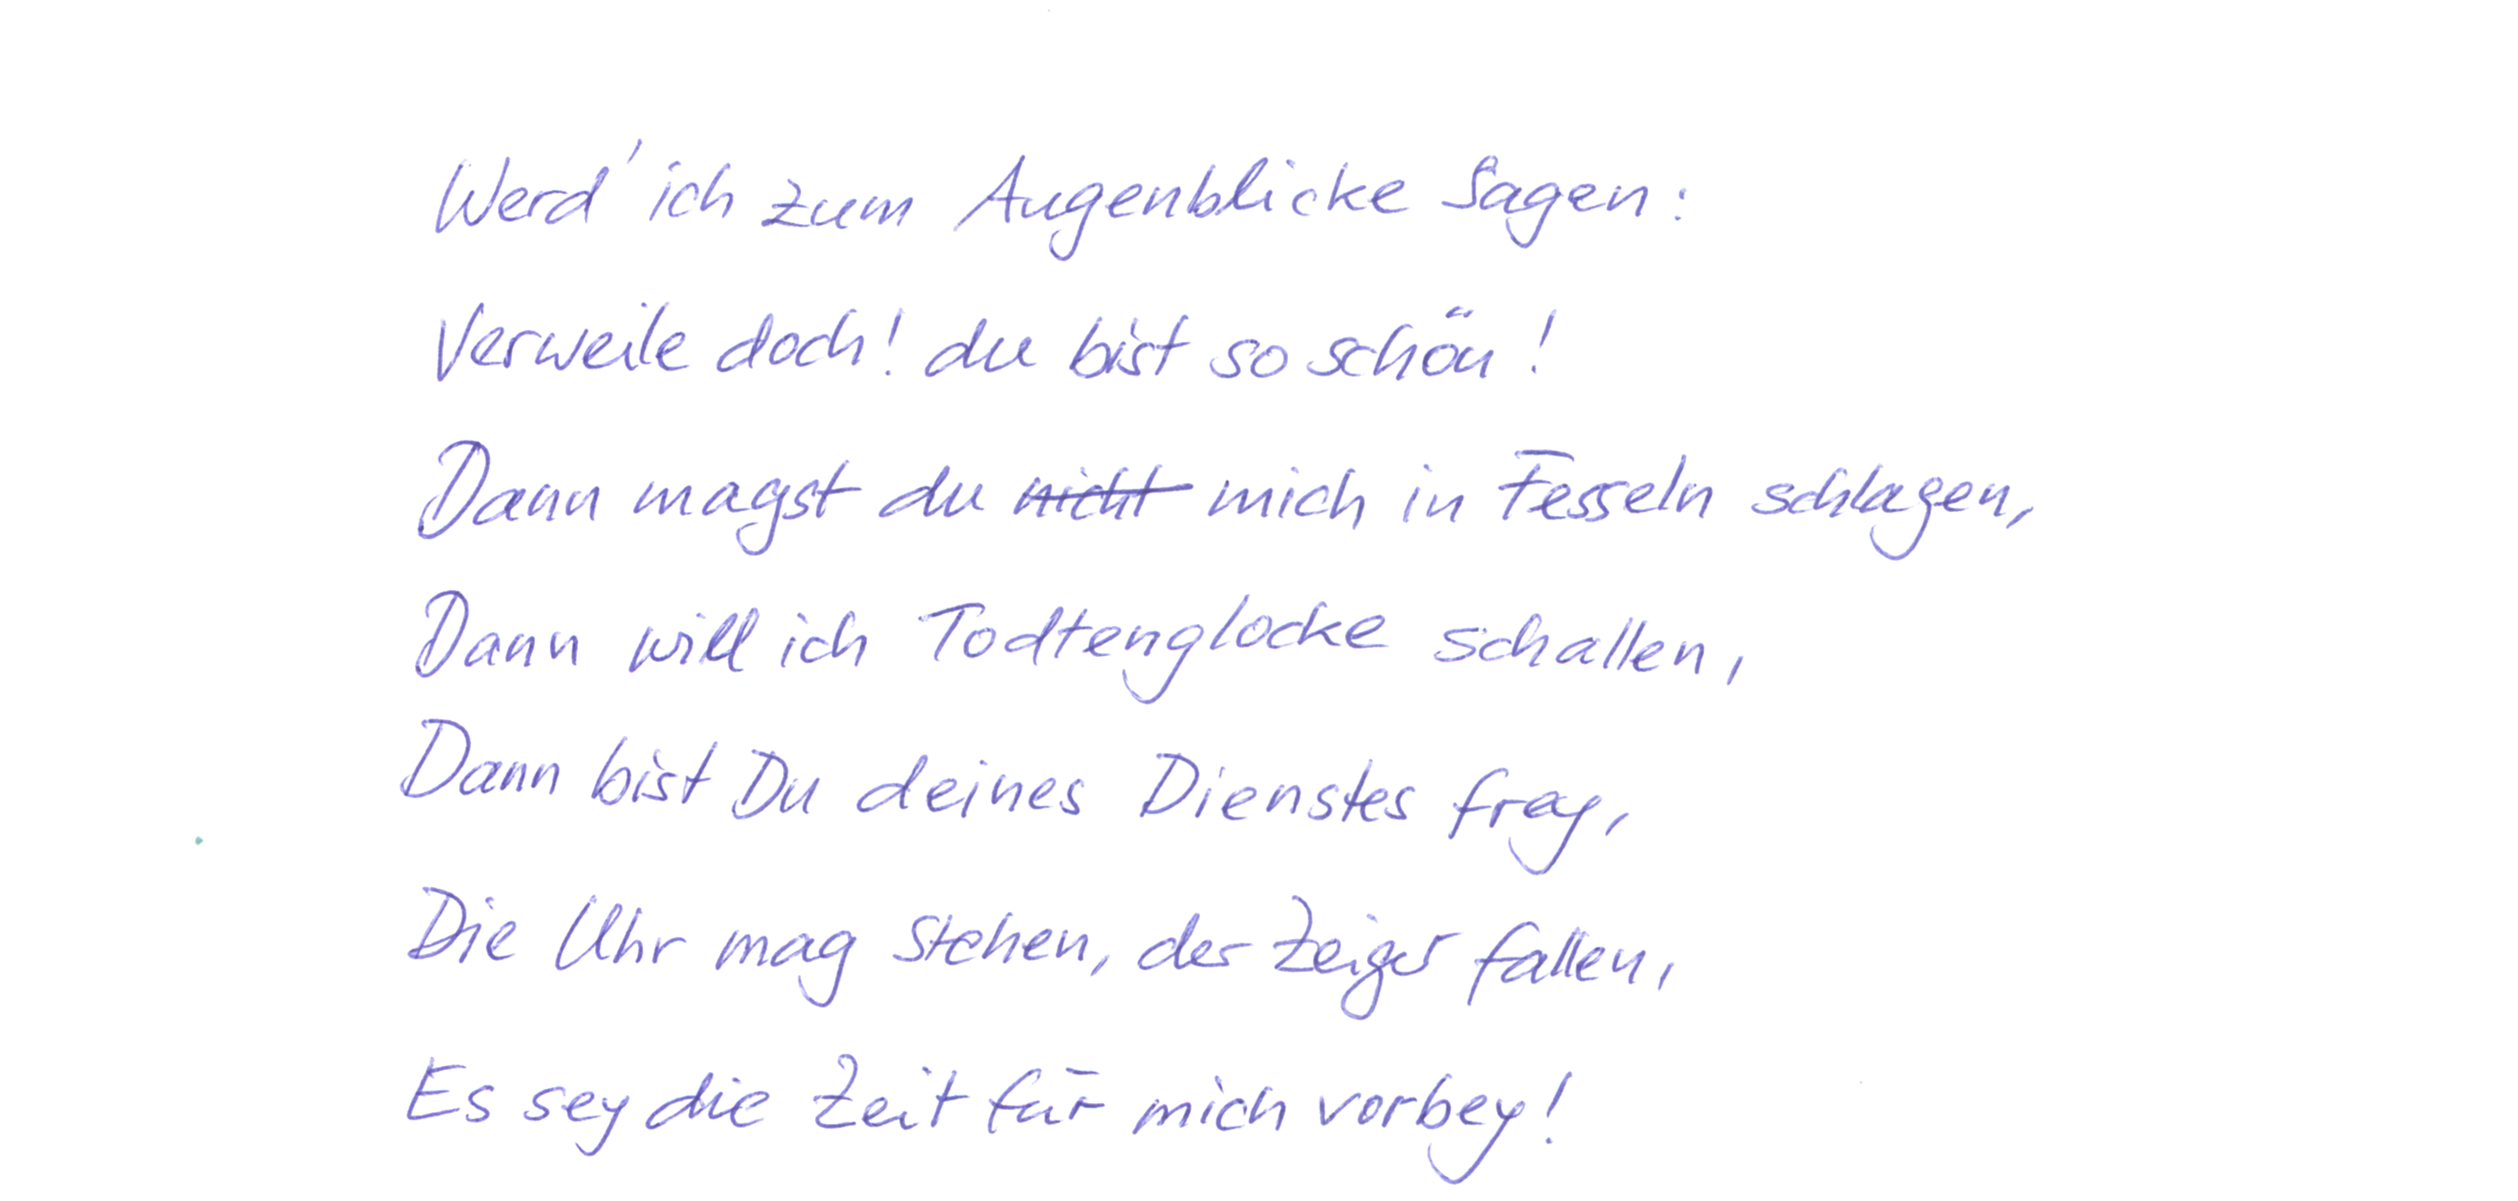 Werd' ich zum Augenblicke Sagen:
Verweile doch! du bist so schön!
Dann magst du ~~nicht~~ mich in Fesseln schlagen,
Dann will ich Todtenglocke schallen,
Dann bist Du deines Dienstes frey,
Die Uhr mag stehen, der Zeiger fallen,
Es sey die Zeit für mich vorbey!